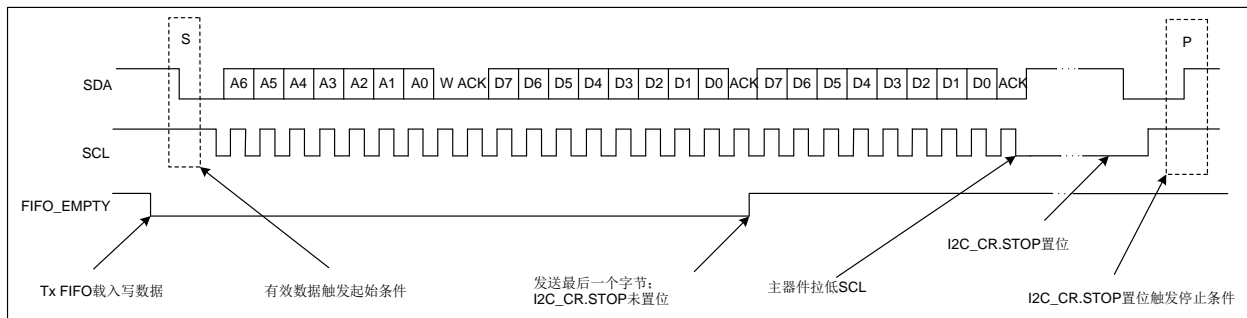 S P
SDA A6 A5 A4 A3 A2 A1 A0 W ACK D7 D6 D5 D4 D3 D2 D1 D0 ACK D7 D6 D5 D4 D3 D2 D1 D0 ACK
SCL
FIFO_EMPTY
I2C_CR.STOP置位
Tx FIFO载入写数据
有效数据触发起始条件
发送最后一个字节;
I2C_CR.STOP未置位
主器件拉低SCL
I2C_CR.STOP置位触发停止条件